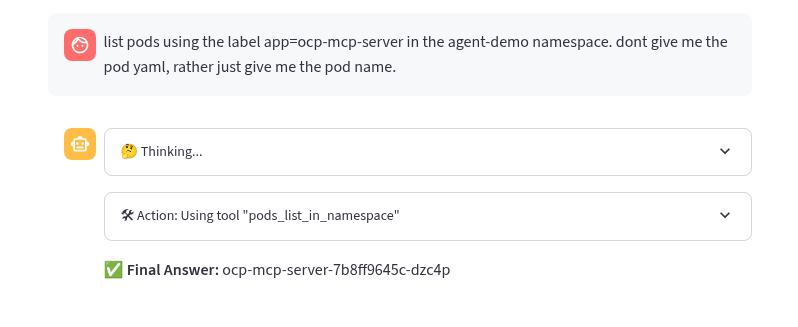 list pods using the label app=ocp-mcp-server in the agent-demo namespace. dont give me the
pod yaml, rather just give me the pod name.
🤔 Thinking...
🛠 Action: Using tool "pods_list_in_namespace"
✅ Final Answer: ocp-mcp-server-7b8ff9645c-dzc4p